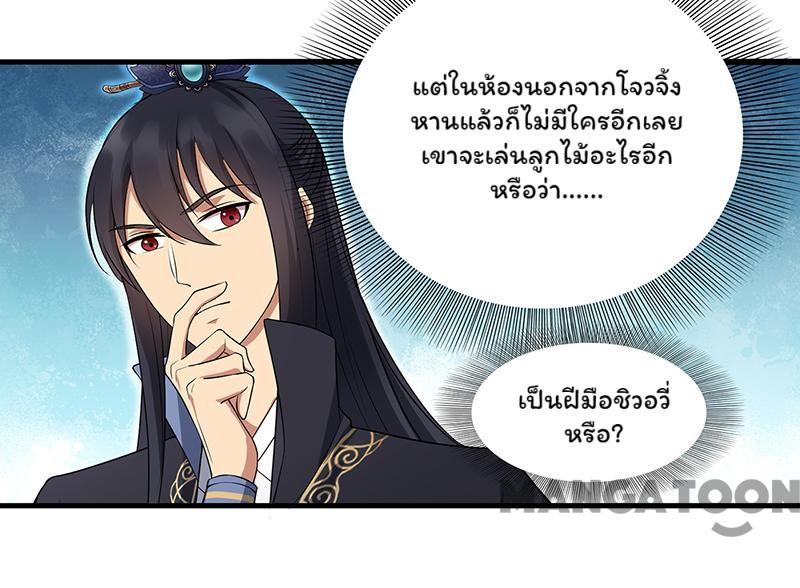 แต่ในห้องนอกจากโจวจิ้ง
หานแล้วก็ไม่มีใครอีกเลย
เขาจะเล่นลูกไม้อะไรอีก
หรือว่า......
เป็นฝีมือชิวอวี่
หรือ?
MANGATOON